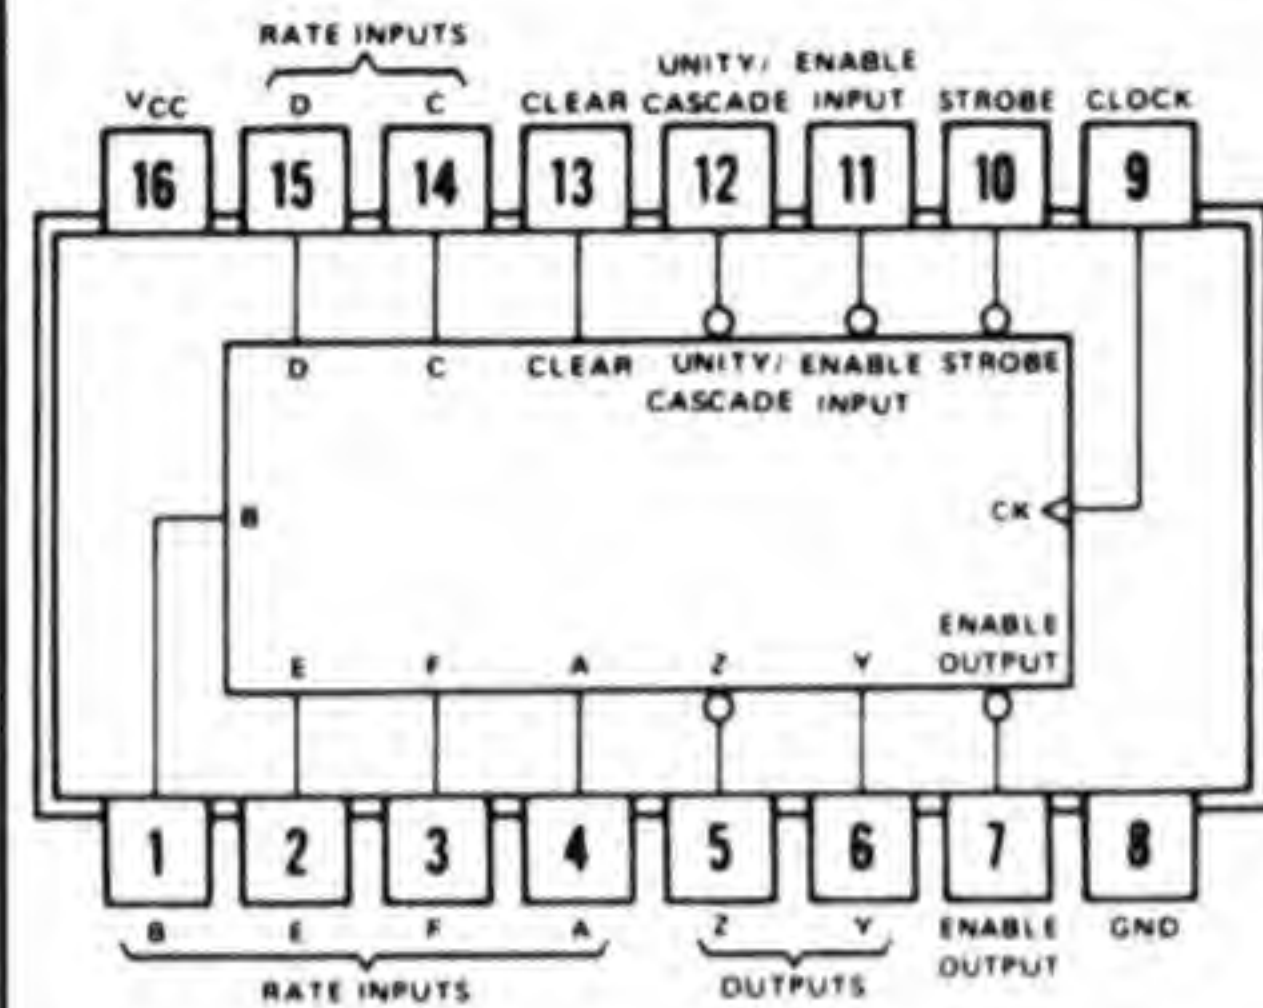 RATE INPUTS
UNITY/ ENABLE
VCC D C CLEAR CASCADE INPUT STROBE CLOCK
16 15 14 13 12 11 10 9
D C CLEAR UNITY/ ENABLE STROBE
CASCADE INPUT
B CK
ENABLE
E F A Z Y OUTPUT
1 2 3 4 5 6 7 8
B E F A Z Y ENABLE GND
OUTPUT
RATE INPUTS OUTPUTS